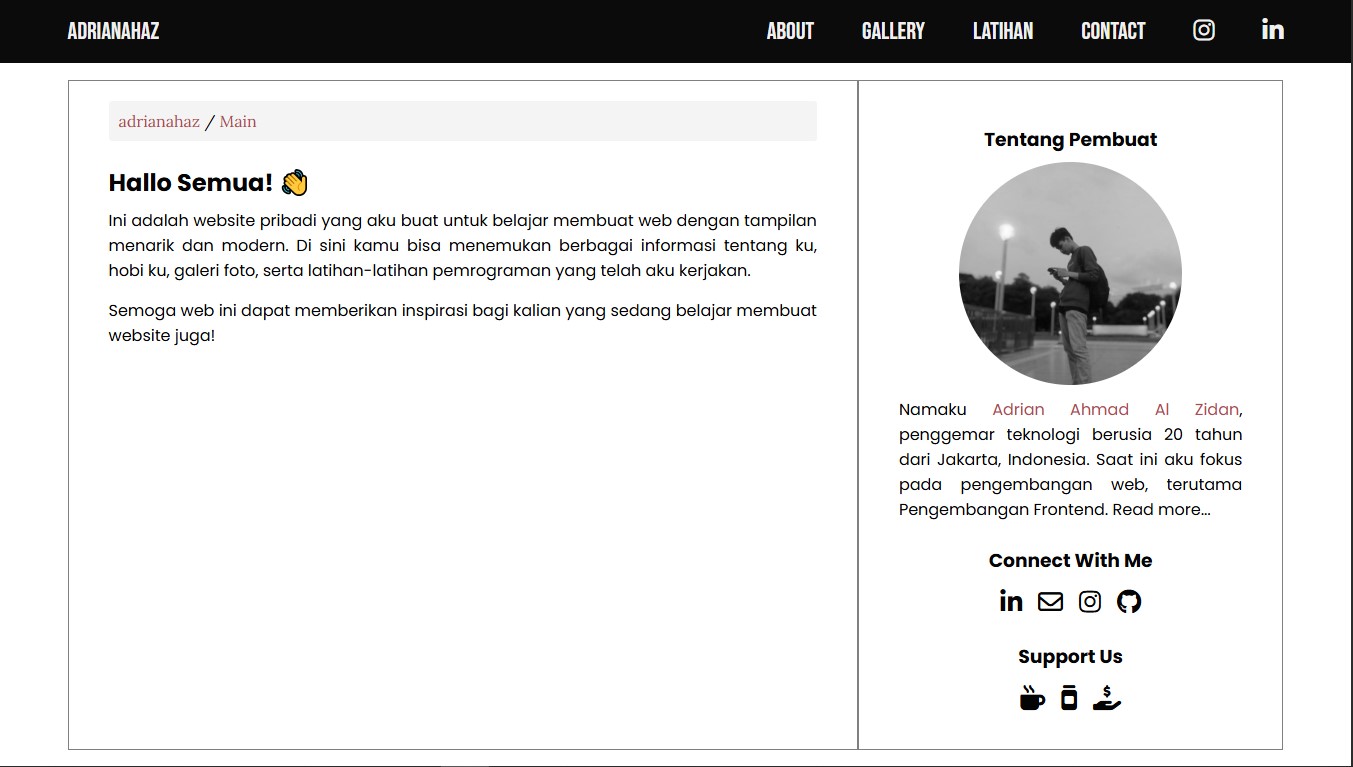 ADRIANAHAZ
ABOUT GALLERY LATIHAN CONTACT
adrianahaz / Main
Hallo Semua! 👋
Ini adalah website pribadi yang aku buat untuk belajar membuat web dengan tampilan
menarik dan modern. Di sini kamu bisa menemukan berbagai informasi tentang ku,
hobi ku, galeri foto, serta latihan-latihan pemrograman yang telah aku kerjakan.
Semoga web ini dapat memberikan inspirasi bagi kalian yang sedang belajar membuat
website juga!
Tentang Pembuat
Namaku Adrian Ahmad Al Zidan,
penggemar teknologi berusia 20 tahun
dari Jakarta, Indonesia. Saat ini aku fokus
pada pengembangan web, terutama
Pengembangan Frontend. Read more...
Connect With Me
Support Us